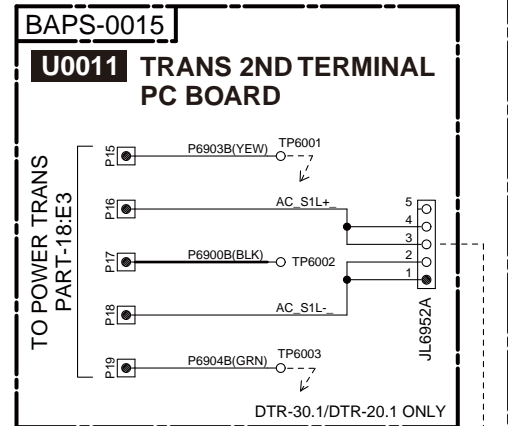 BAPS-0015
U0011 TRANS 2ND TERMINAL
PC BOARD
TO POWER TRANS
PART-18:E3
P15
P6903B(YEW)
TP6001
P16
AC_S1L+_
P17
P6900B(BLK)
TP6002
P18
AC_S1L-_
P19
P6904B(GRN)
TP6003
5
4
3
2
1
JL6952A
DTR-30.1/DTR-20.1 ONLY